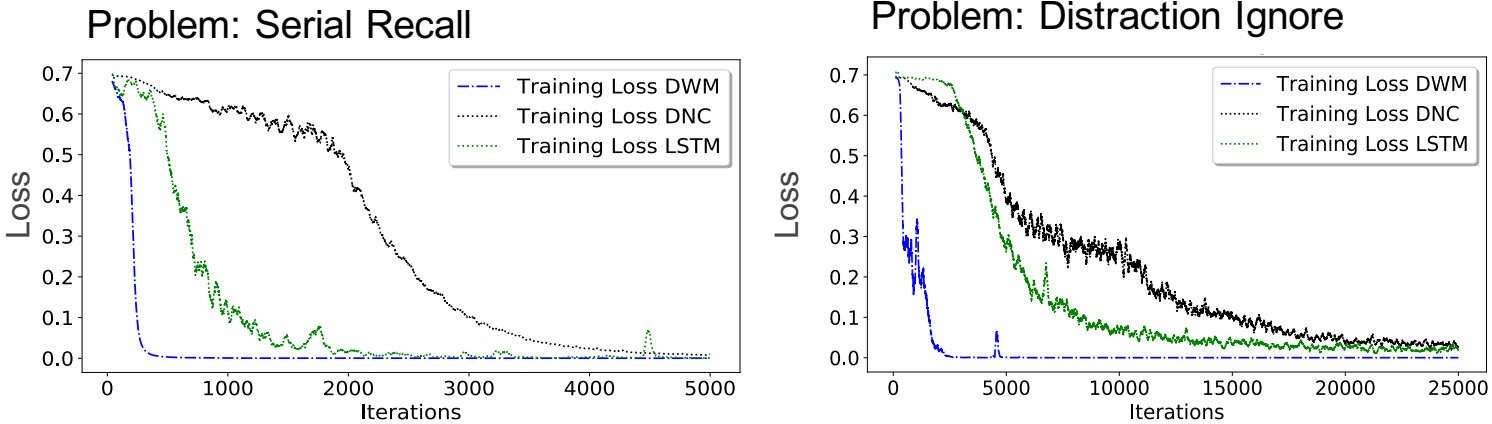 Problem: Serial Recall
Loss
0.7
0.6
0.5
0.4
0.3
0.2
0.1
0.0
Training Loss DWM
Training Loss DNC
Training Loss LSTM
0
1000
2000
3000
4000
5000
Iterations
Problem: Distraction Ignore
Loss
0.7
0.6
0.5
0.4
0.3
0.2
0.1
0.0
Training Loss DWM
Training Loss DNC
Training Loss LSTM
0
5000
10000
15000
20000
25000
Iterations